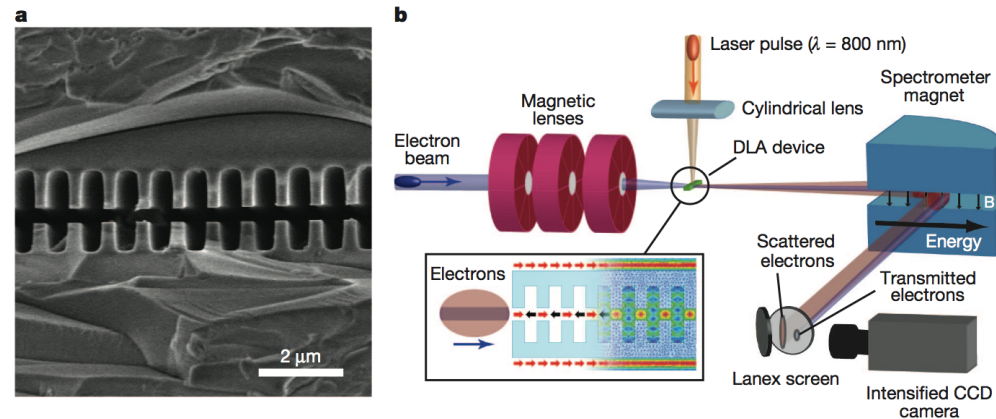 a
2 μm
b
Laser pulse (λ = 800 nm)
Cylindrical lens
Magnetic
lenses
Electron
beam
DLA device
Spectrometer
magnet
B
Energy
Scattered
electrons
Transmitted
electrons
Electrons
Lanex screen
Intensified CCD
camera